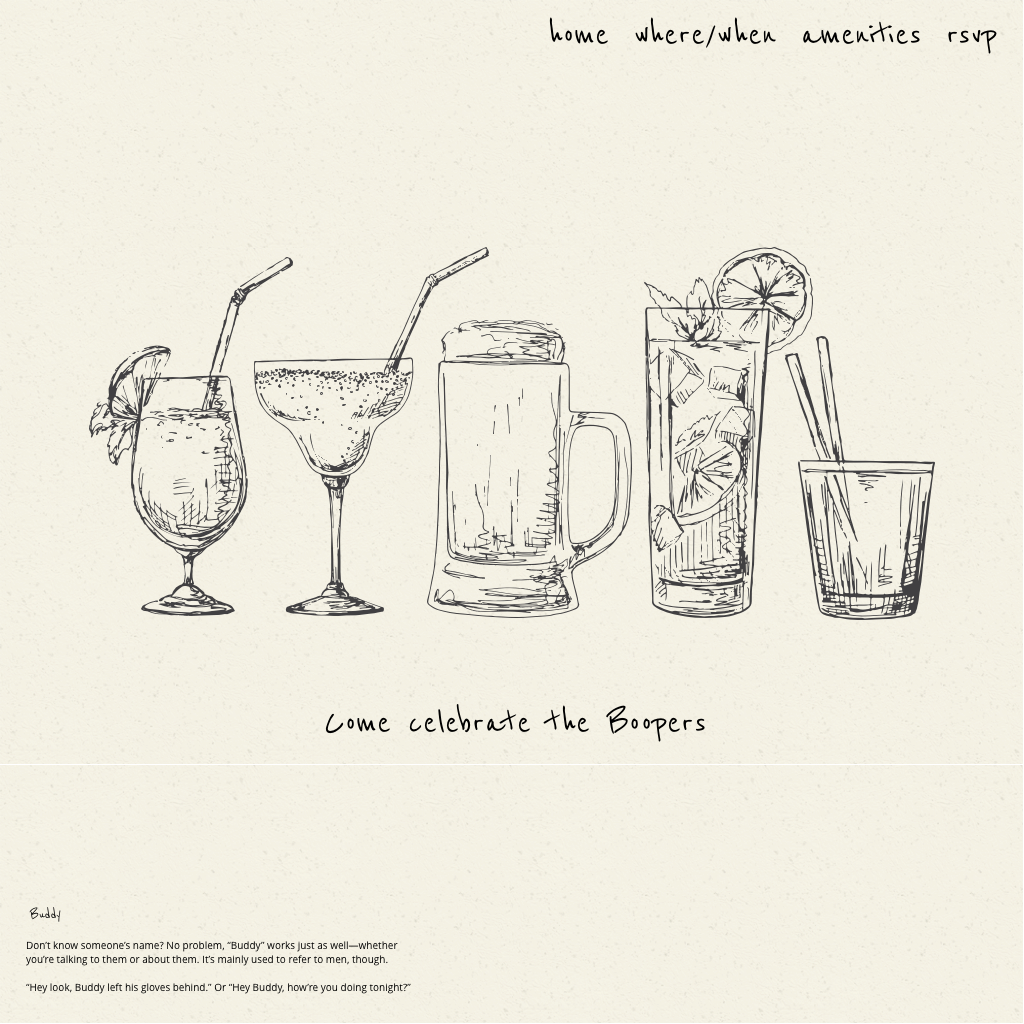 home where/when amenities rsvp
Come celebrate the Boopers
Buddy
Don’t know someone’s name? No problem, “Buddy” works just as well—whether
you’re talking to them or about them. It’s mainly used to refer to men, though.
“Hey look, Buddy left his gloves behind.” Or “Hey Buddy, how’re you doing tonight?”